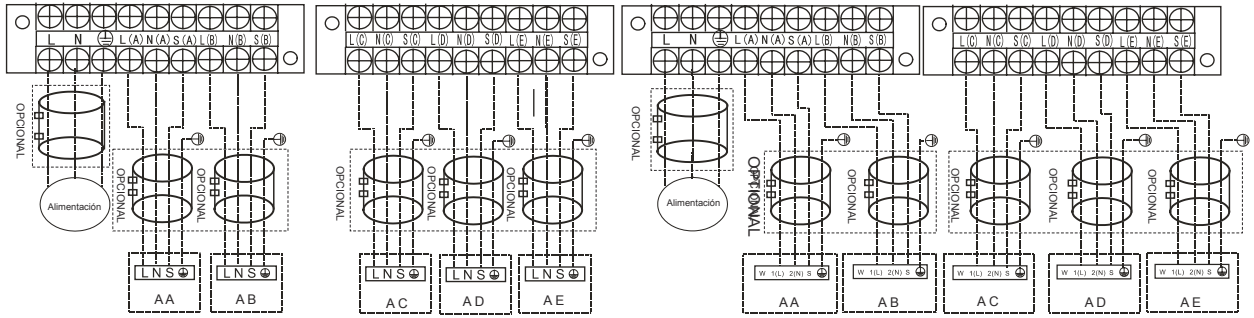 L N L(A) N(A) S(A) L(B) N(B) S(B)
L(C) N(C) S(C) L(D) N(D) S(D) L(E) N(E) S(E)
L N L(A) N(A) S(A) L(B) N(B) S(B)
L(C) N(C) S(C) L(D) N(D) S(D) L(E) N(E) S(E)
OPCIONAL
OPCIONAL
Alimentación
Alimentación
OPCIONAL
OPCIONAL
OPCIONAL
OPCIONAL
OPCIONAL
OPCIONAL
OPCIONAL
OPCIONAL
OPCIONAL
OPCIONAL
L N S
L N S
L N S
L N S
L N S
W 1(L) 2(N) S
W 1(L) 2(N) S
W 1(L) 2(N) S
W 1(L) 2(N) S
W 1(L) 2(N) S
AA
AB
AC
AD
AE
AA
AB
AC
AD
AE